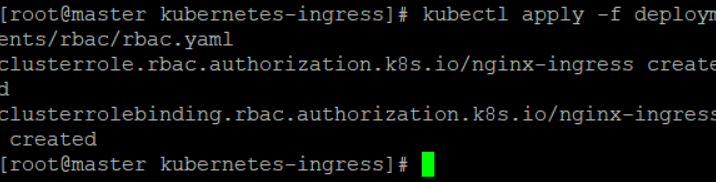 [root@master kubernetes-ingress]# kubectl apply -f deploym
ents/rbac/rbac.yaml
clusterrole.rbac.authorization.k8s.io/nginx-ingress create
d
clusterrolebinding.rbac.authorization.k8s.io/nginx-ingress
 created
[root@master kubernetes-ingress]#